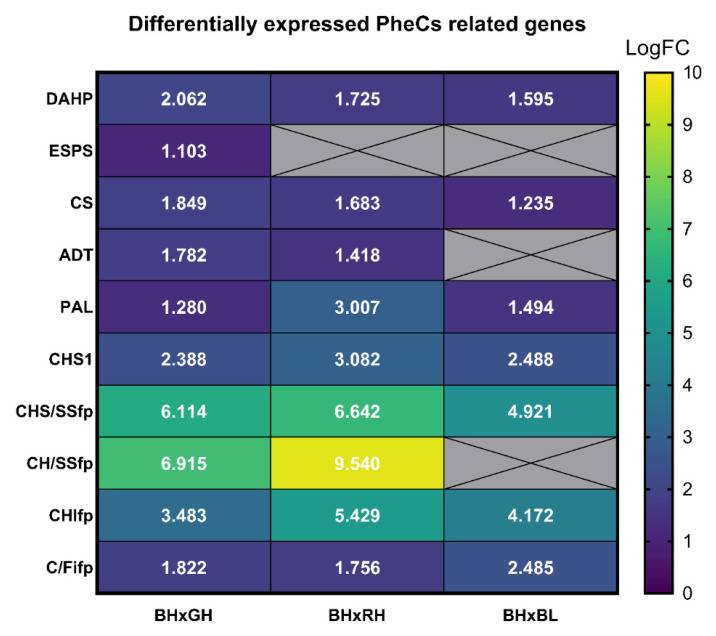 Differentially expressed PheCs related genes
LogFC
DAHP 2.062 1.725 1.595
ESPS 1.103
CS 1.849 1.683 1.235
ADT 1.782 1.418
PAL 1.280 3.007 1.494
CHS1 2.388 3.082 2.488
CHS/SSfp 6.114 6.642 4.921
CH/SSfp 6.915 9.540
CHIfp 3.483 5.429 4.172
C/Fifp 1.822 1.756 2.485
BHxGH BHxRH BHxBL
10
9
8
7
6
5
4
3
2
1
0